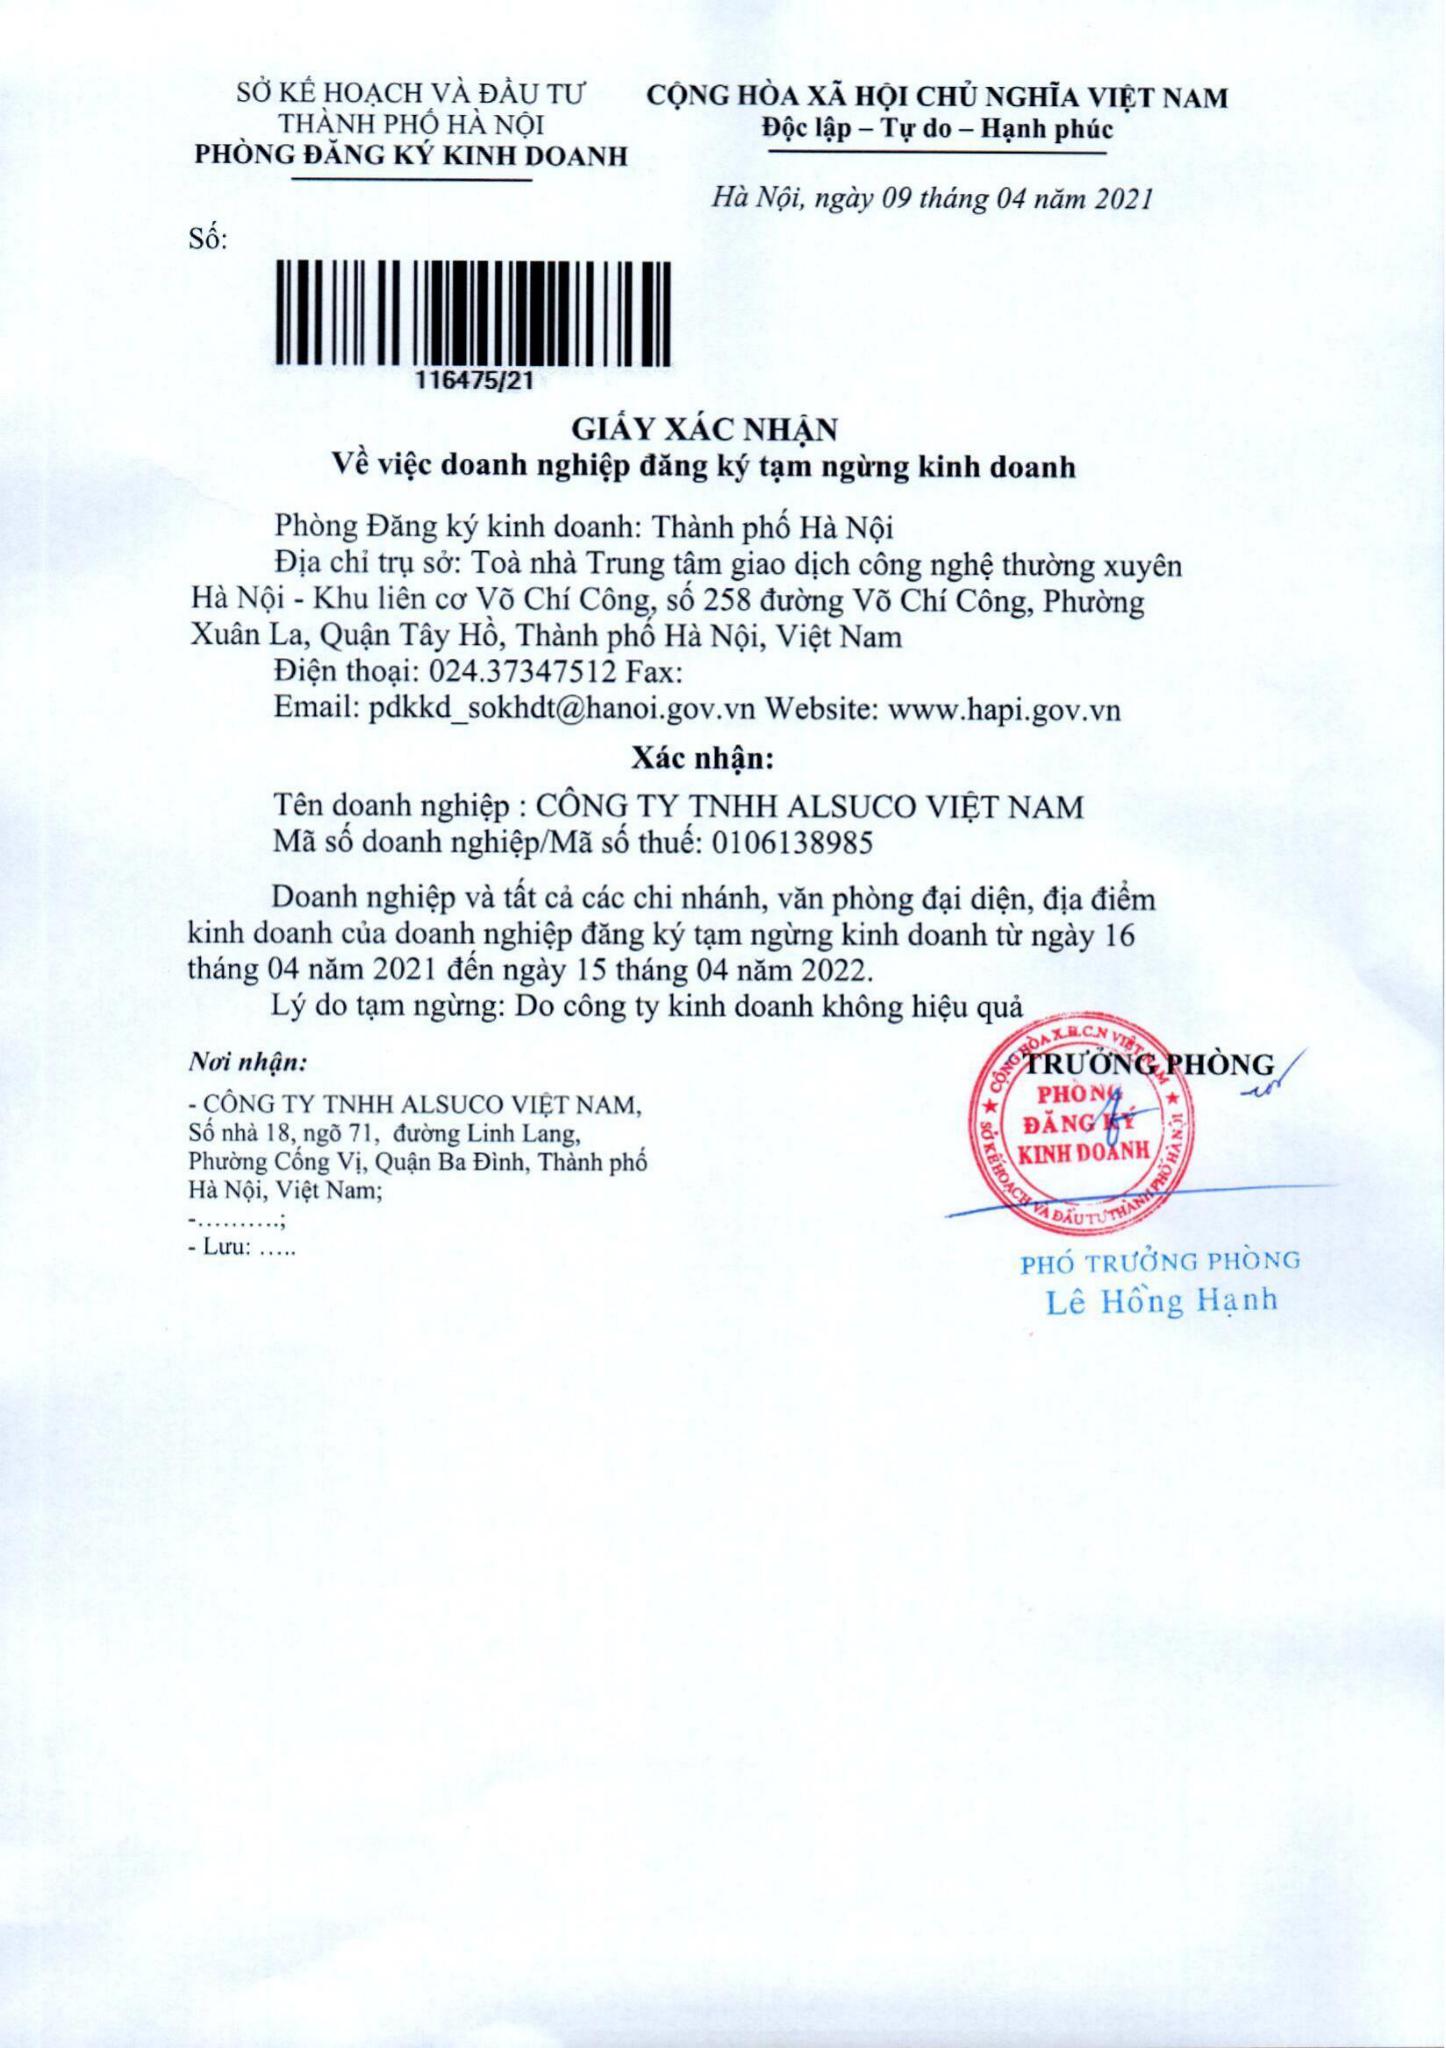 SỞ KẾ HOẠCH VÀ ĐẦU TƯ
THÀNH PHỐ HÀ NỘI
PHÒNG ĐĂNG KÝ KINH DOANH
CỘNG HÒA XÃ HỘI CHỦ NGHĨA VIỆT NAM
Độc lập – Tự do – Hạnh phúc
Hà Nội, ngày 09 tháng 04 năm 2021
Số:
116475/21
GIẤY XÁC NHẬN
Về việc doanh nghiệp đăng ký tạm ngừng kinh doanh
Phòng Đăng ký kinh doanh: Thành phố Hà Nội
Địa chỉ trụ sở: Toà nhà Trung tâm giao dịch công nghệ thường xuyên
Hà Nội - Khu liên cơ Võ Chí Công, số 258 đường Võ Chí Công, Phường
Xuân La, Quận Tây Hồ, Thành phố Hà Nội, Việt Nam
Điện thoại: 024.37347512 Fax:
Email: pdkkd_sokhdt@hanoi.gov.vn Website: www.hapi.gov.vn
Xác nhận:
Tên doanh nghiệp : CÔNG TY TNHH ALSUCO VIỆT NAM
Mã số doanh nghiệp/Mã số thuế: 0106138985
Doanh nghiệp và tất cả các chi nhánh, văn phòng đại diện, địa điểm
kinh doanh của doanh nghiệp đăng ký tạm ngừng kinh doanh từ ngày 16
tháng 04 năm 2021 đến ngày 15 tháng 04 năm 2022.
Lý do tạm ngừng: Do công ty kinh doanh không hiệu quả
Nơi nhận:
- CÔNG TY TNHH ALSUCO VIỆT NAM,
Số nhà 18, ngõ 71,  đường Linh Lang,
Phường Cống Vị, Quận Ba Đình, Thành phố
Hà Nội, Việt Nam;
-……….;
- Lưu: …..
TRƯỞNG PHÒNG
CỘNG HÒA X.H.C.N VIỆT NAM
PHÒNG
ĐĂNG KÝ
KINH DOANH
SỞ KẾ HOẠCH VÀ ĐẦU TƯ THÀNH PHỐ HÀ NỘI
PHÓ TRƯỞNG PHÒNG
Lê Hồng Hạnh